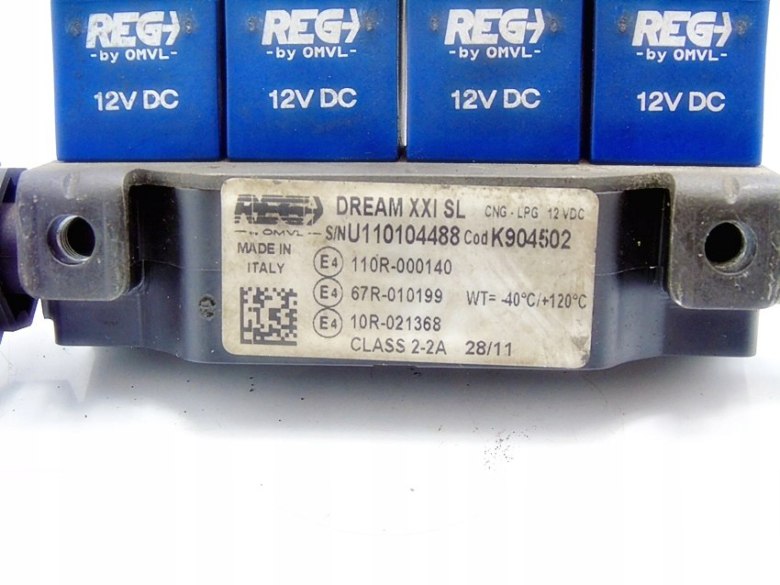 REG
- by OMVL -
12V DC
REG
- by OMVL -
12V DC
REG
- by OMVL -
12V DC
REG
- by OMVL -
12V DC
REG DREAM XXI SL CNG - LPG 12 VDC
- by OMVL - S/N U110104488 Cod K904502
MADE IN
ITALY
E4 110R-000140
E4 67R-010199 WT= -40°C/+120°C
E4 10R-021368
CLASS 2-2A 28/11